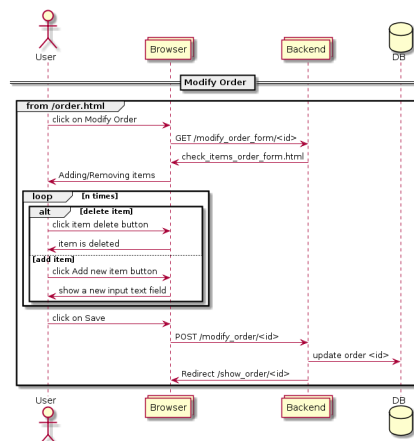 User
Browser
Backend
DB
Modify Order
from /order.html
click on Modify Order
GET /modify_order_form/<id>
check_items_order_form.html
Adding/Removing items
loop [n times]
alt [delete item]
click item delete button
item is deleted
[add item]
click Add new item button
show a new input text field
click on Save
POST /modify_order/<id>
update order <id>
Redirect /show_order/<id>
User
Browser
Backend
DB